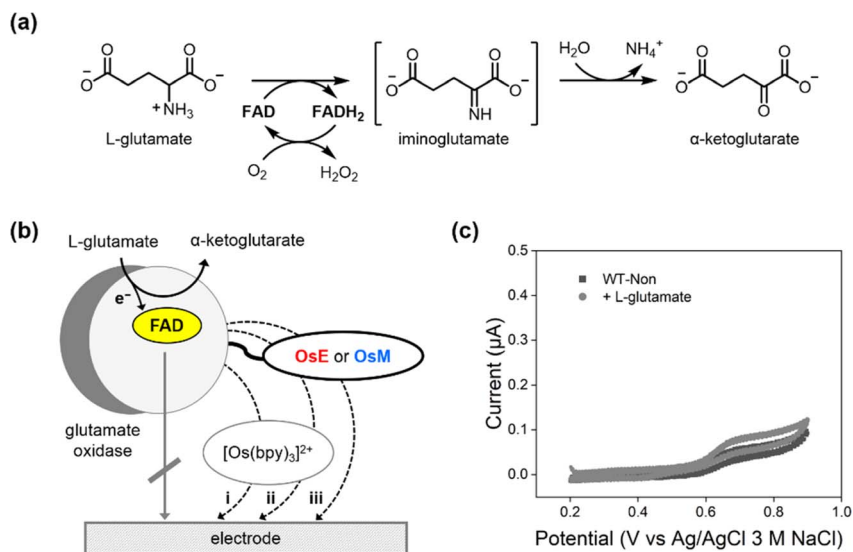 (a)
O
O
O⁻
⁻O
⁺NH₃
L-glutamate
FAD
FADH₂
O₂
H₂O₂
O
O
⁻O
O⁻
NH
iminoglutamate
H₂O
NH₄⁺
O
O
⁻O
O⁻
O
α-ketoglutarate
(b)
L-glutamate
α-ketoglutarate
e⁻
FAD
OsE or OsM
glutamate
oxidase
[Os(bpy)₃]²⁺
i
ii
iii
electrode
(c)
WT-Non
+ L-glutamate
Current (µA)
0.5
0.4
0.3
0.2
0.1
0.0
0.2
0.4
0.6
0.8
1.0
Potential (V vs Ag/AgCl 3 M NaCl)